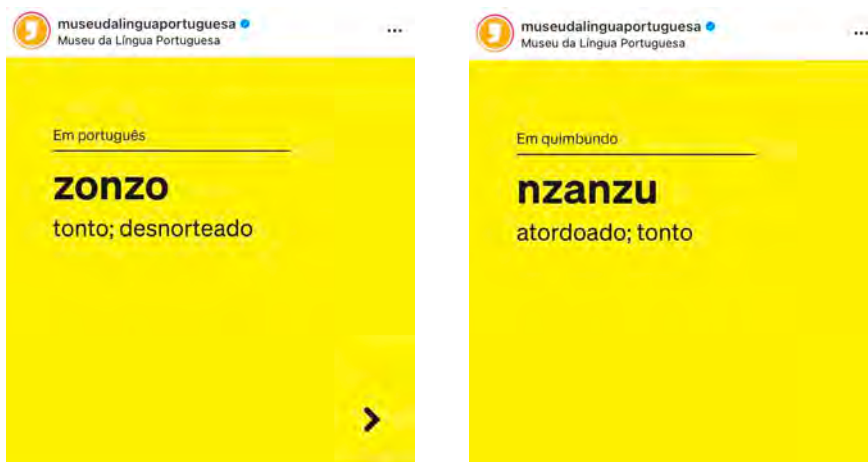 museudalinguaportuguesa
Museu da Língua Portuguesa
Em português
zonzo
tonto; desnorteado
museudalinguaportuguesa
Museu da Língua Portuguesa
Em quimbundo
nzanzu
atordoado; tonto